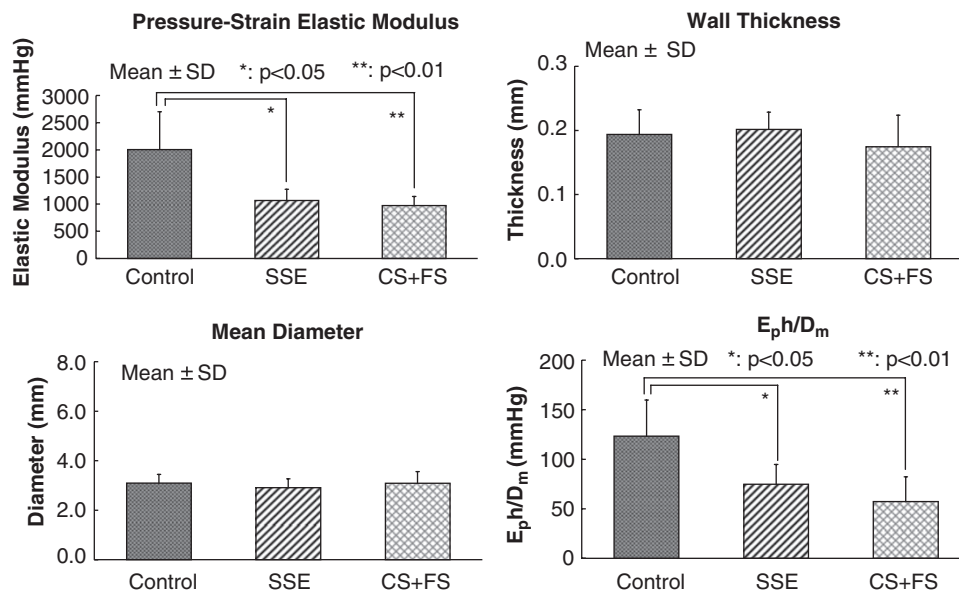 Pressure-Strain Elastic Modulus
Mean ± SD *: p<0.05 **: p<0.01
Elastic Modulus (mmHg)
3000
2500
2000
1500
1000
500
0
* **
Control SSE CS+FS
Wall Thickness
Mean ± SD
Thickness (mm)
0.3
0.2
0.1
0.0
Control SSE CS+FS
Mean Diameter
Mean ± SD
Diameter (mm)
8.0
6.0
4.0
2.0
0.0
Control SSE CS+FS
Eₚh/Dₘ
Mean ± SD *: p<0.05 **: p<0.01
Eₚh/Dₘ (mmHg)
200
150
100
50
0
* **
Control SSE CS+FS